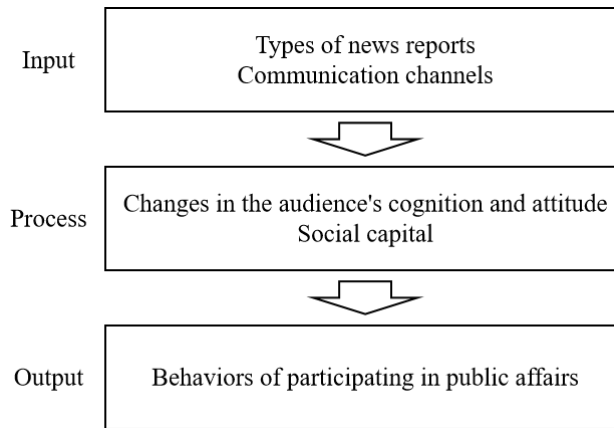 Input
Types of news reports
Communication channels
Process
Changes in the audience's cognition and attitude
Social capital
Output
Behaviors of participating in public affairs